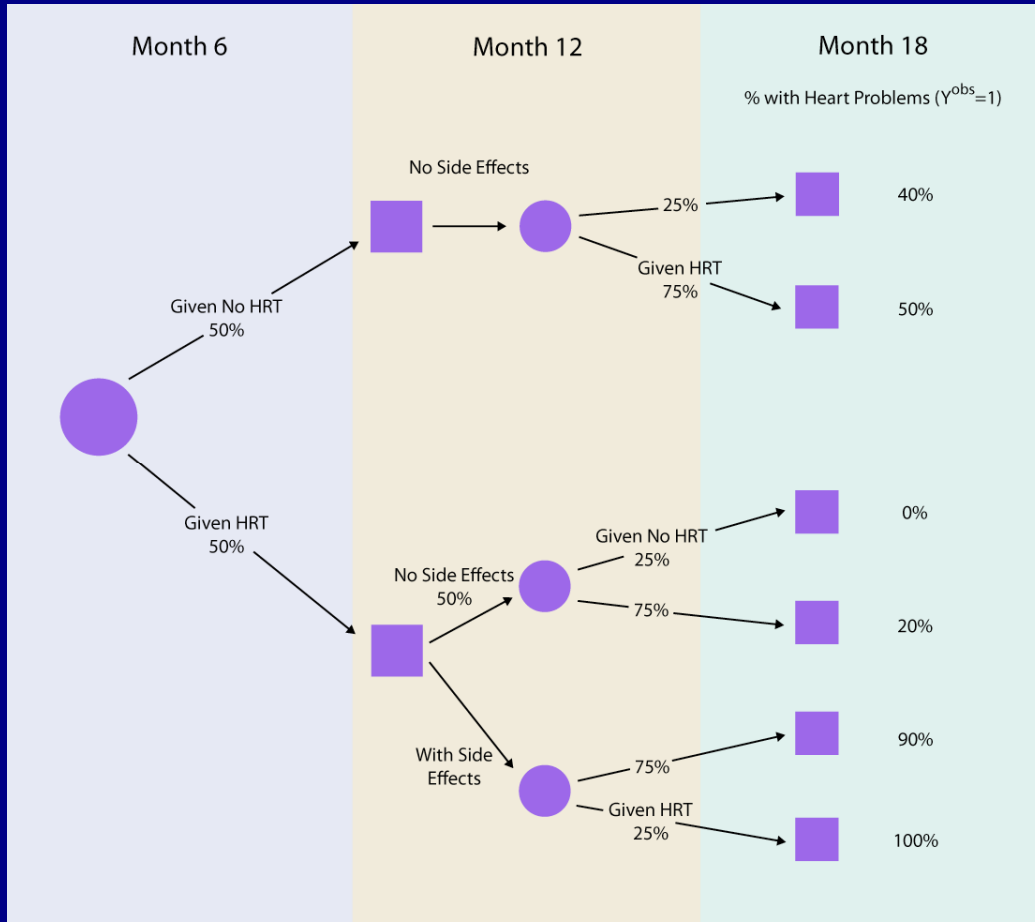 Month 6
Month 12
Month 18
% with Heart Problems (Y^obs=1)
No Side Effects
25%
40%
Given HRT
75%
50%
Given No HRT
50%
Given HRT
50%
No Side Effects
50%
Given No HRT
25%
0%
75%
20%
With Side
Effects
75%
90%
Given HRT
25%
100%